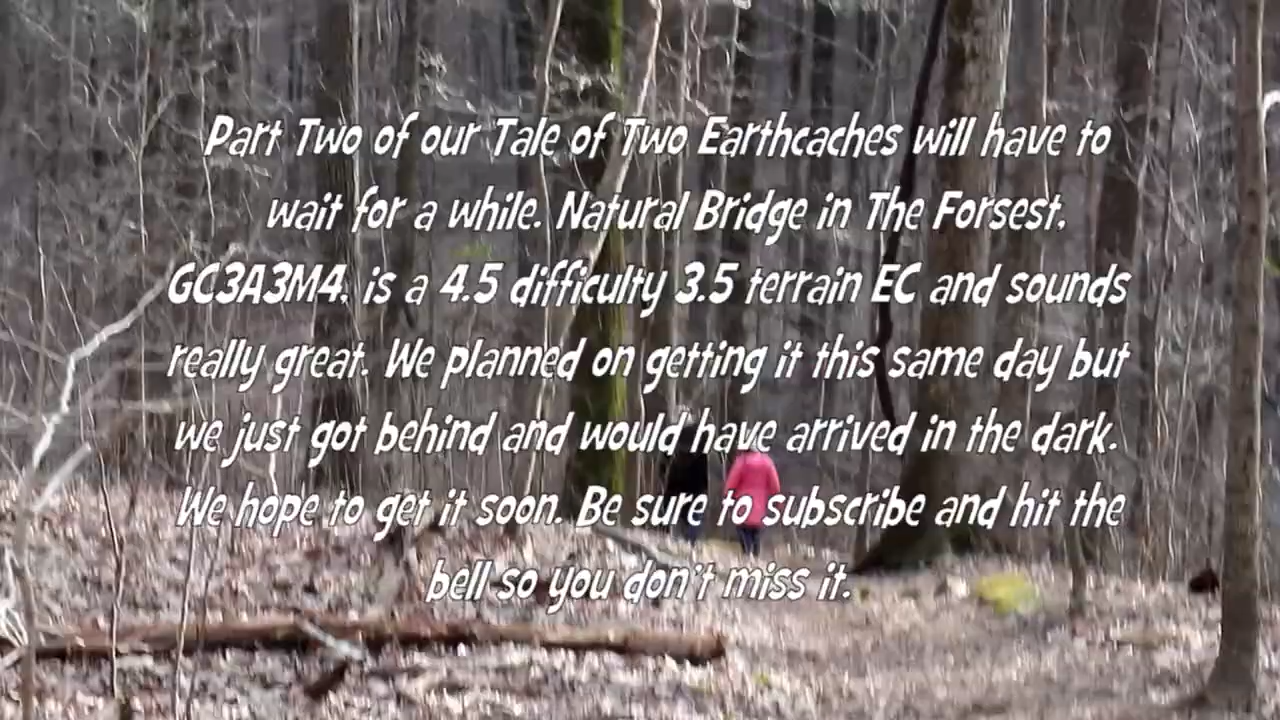 Part Two of our Tale of Two Earthcaches will have to
wait for a while. Natural Bridge in The Forsest,
GC3A3M4, is a 4.5 difficulty 3.5 terrain EC and sounds
really great. We planned on getting it this same day but
we just got behind and would have arrived in the dark.
We hope to get it soon. Be sure to subscribe and hit the
bell so you don't miss it.